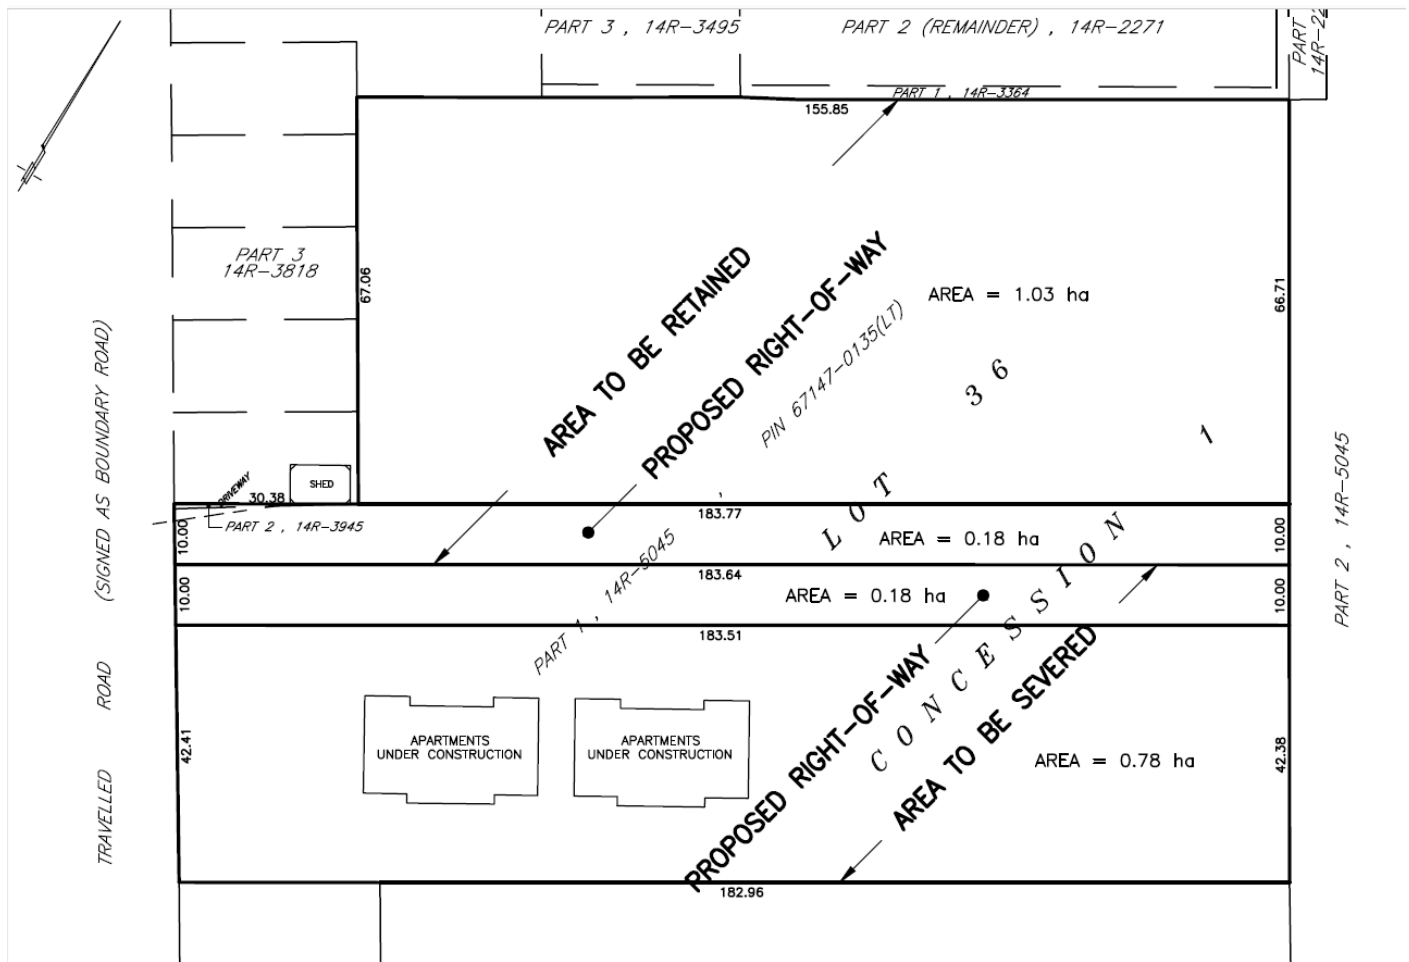 PART 3 , 14R-3495
PART 2 (REMAINDER) , 14R-2271
PART
14R-22
PART 1 , 14R-3364
155.85
PART 3
14R-3818
67.06
66.71
AREA = 1.03 ha
AREA TO BE RETAINED
PROPOSED RIGHT-OF-WAY
PIN 67147-0135(LT)
LOT 36 ,
CONCESSION 1
(SIGNED AS BOUNDARY ROAD)
TRAVELLED ROAD
PART 2 , 14R-5045
DRIVEWAY
SHED
30.38
PART 2 , 14R-3945
183.77
10.00
AREA = 0.18 ha
10.00
183.64
10.00
AREA = 0.18 ha
10.00
183.51
PART 1 , 14R-5045
APARTMENTS
UNDER CONSTRUCTION
APARTMENTS
UNDER CONSTRUCTION
PROPOSED RIGHT-OF-WAY
AREA TO BE SEVERED
42.41
AREA = 0.78 ha
42.38
182.96